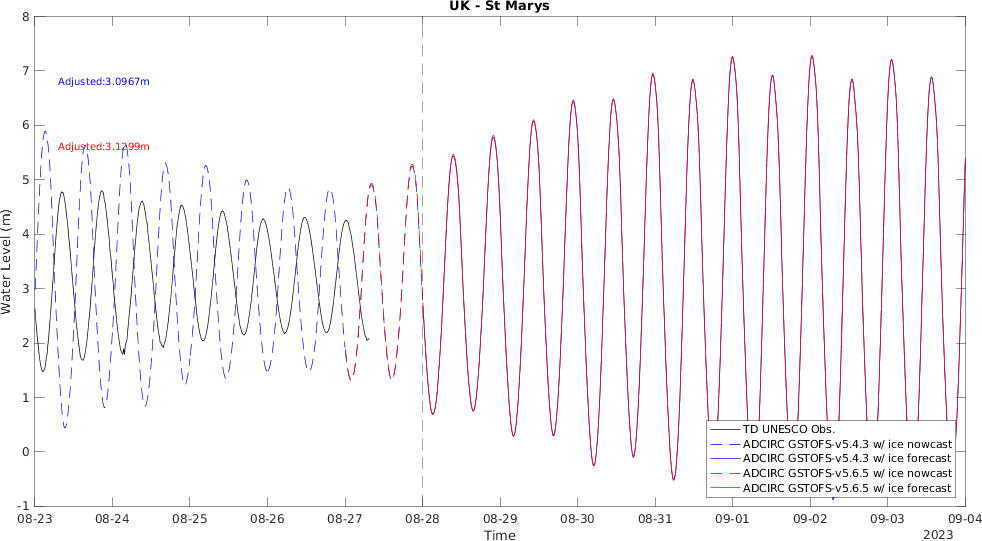 UK - St Marys
8
7
6
5
4
3
2
1
0
-1
Water Level (m)
Adjusted:3.0967m
Adjusted:3.1299m
TD UNESCO Obs.
ADCIRC GSTOFS-v5.4.3 w/ ice nowcast
ADCIRC GSTOFS-v5.4.3 w/ ice forecast
ADCIRC GSTOFS-v5.6.5 w/ ice nowcast
ADCIRC GSTOFS-v5.6.5 w/ ice forecast
08-23 08-24 08-25 08-26 08-27 08-28 08-29 08-30 08-31 09-01 09-02 09-03 09-04
Time
2023